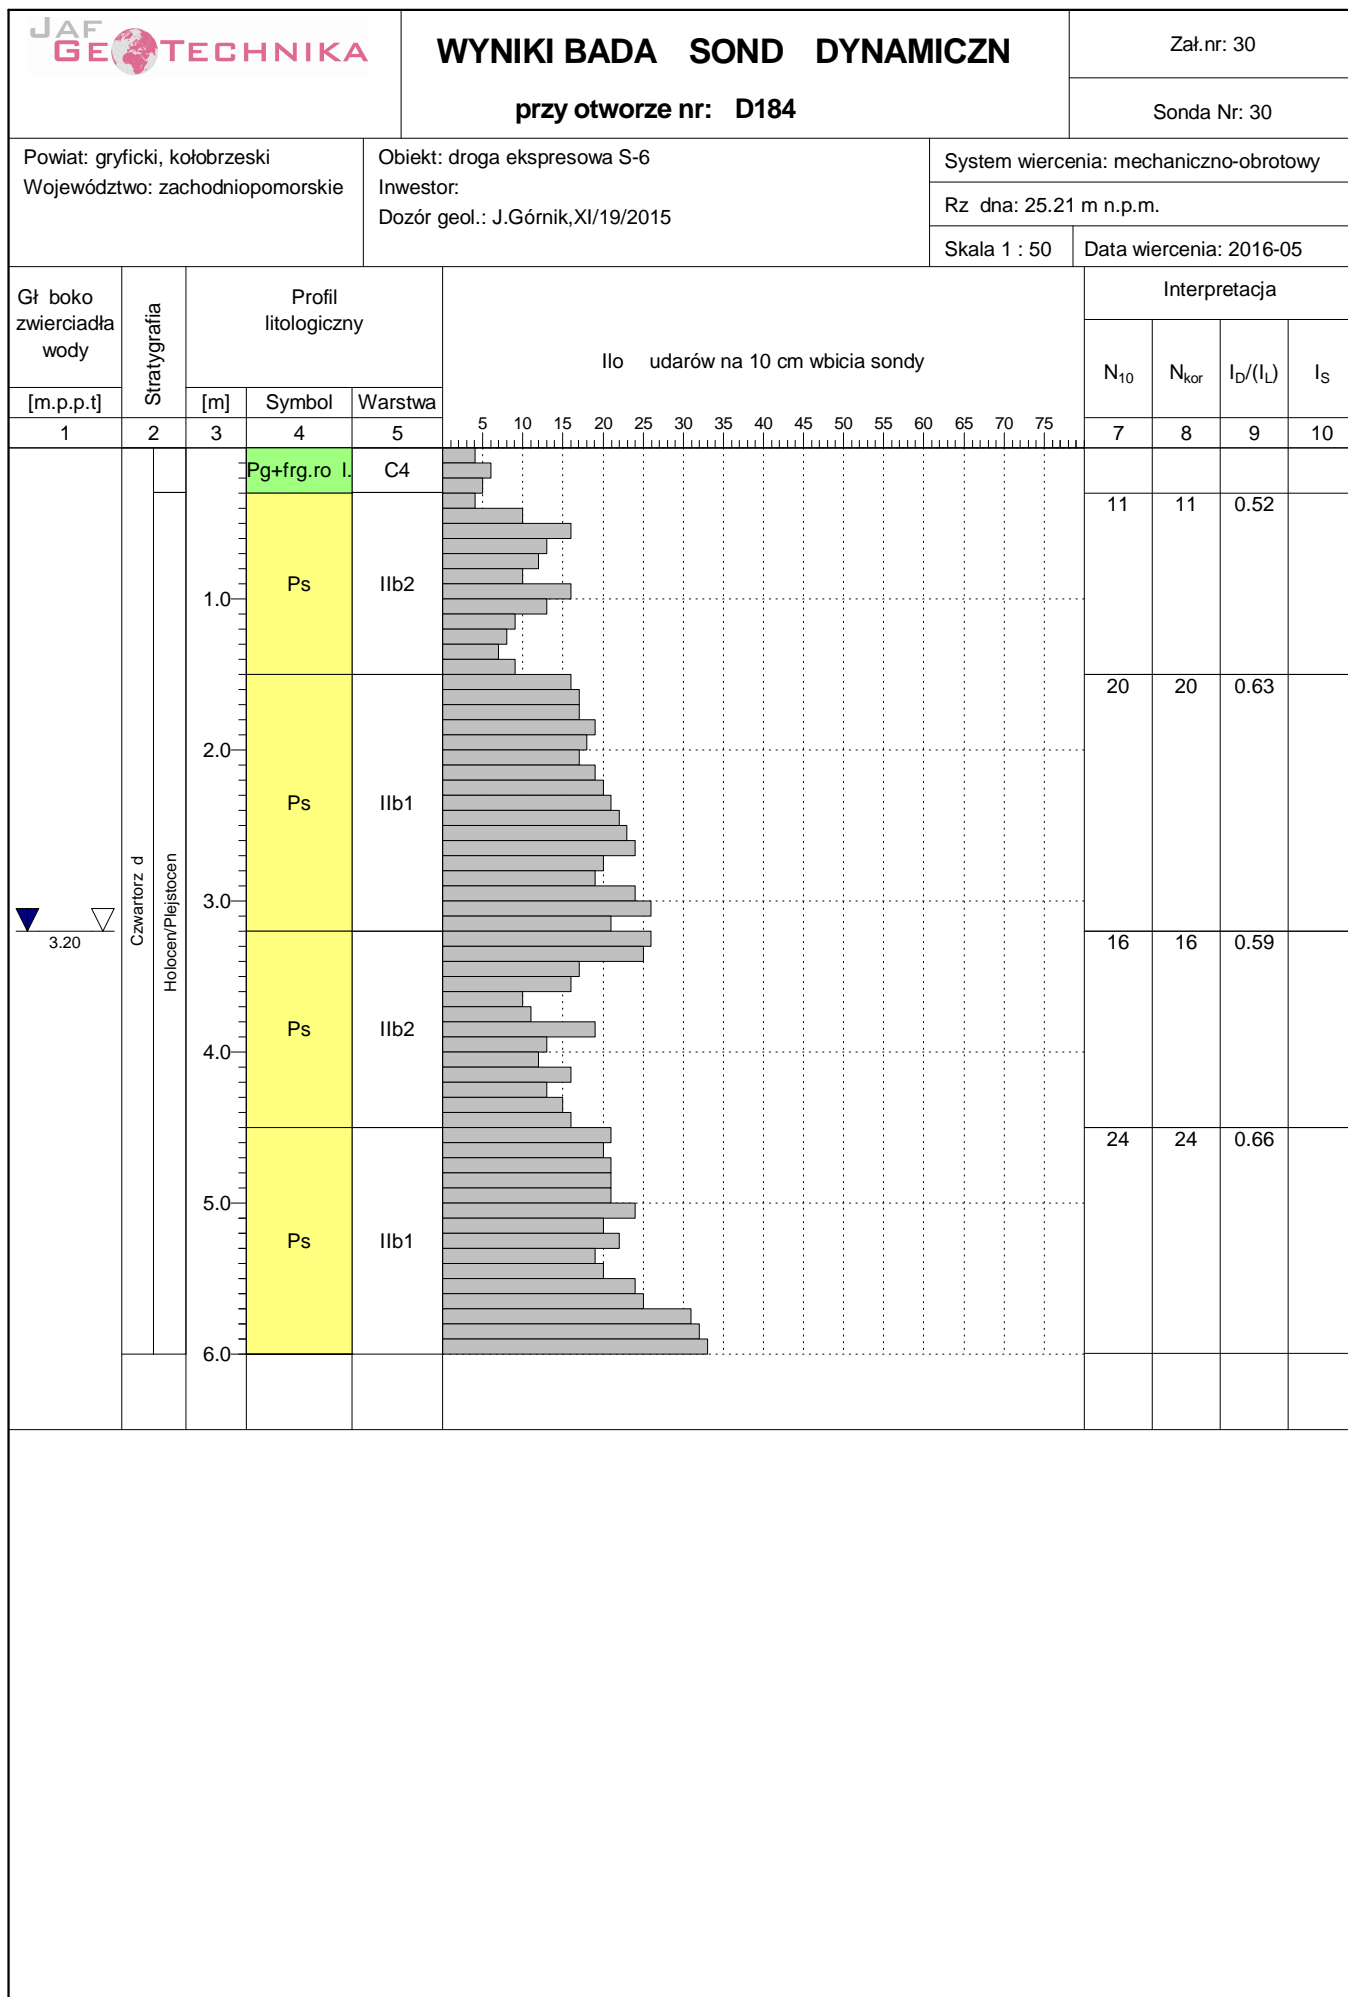 JAF
GEOTECHNIKA
WYNIKI BADA SOND DYNAMICZN
przy otworze nr: D184
Zał.nr: 30
Sonda Nr: 30
Powiat: gryficki, kołobrzeski
Województwo: zachodniopomorskie
Obiekt: droga ekspresowa S-6
Inwestor:
Dozór geol.: J.Górnik,XI/19/2015
System wiercenia: mechaniczno-obrotowy
Rz dna: 25.21 m n.p.m.
Skala 1 : 50
Data wiercenia: 2016-05
Gł boko
zwierciadła
wody
[m.p.p.t]
Stratygrafia
Profil
litologiczny
[m] Symbol Warstwa
Ilo udarów na 10 cm wbicia sondy
Interpretacja
N10 Nkor ID/(IL) IS
1 2 3 4 5
5 10 15 20 25 30 35 40 45 50 55 60 65 70 75
7 8 9 10
Pg+frg.ro l. C4
11 11 0.52
Ps IIb2
1.0
20 20 0.63
2.0
Ps IIb1
3.0
3.20
Czwartorz d
Holocen/Plejstocen
16 16 0.59
Ps IIb2
4.0
24 24 0.66
5.0
Ps IIb1
6.0